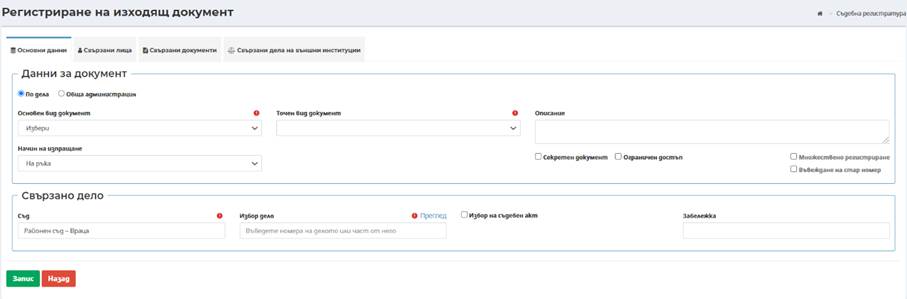 Регистриране на изходящ документ
Съдебна регистратура
Основни данни
Свързани лица
Свързани документи
Свързани дела на външни институции
Данни за документ
По дела
Обща администрация
Основен вид документ
Точен вид документ
Описание
Избери
Начин на изпращане
На ръка
Секретен документ
Ограничен достъп
Множествено регистриране
Въвеждане на стар номер
Свързано дело
Съд
Избор дело
Преглед
Избор на съдебен акт
Забележка
Районен съд – Враца
Въведете номера на делото или част от него
Запис
Назад